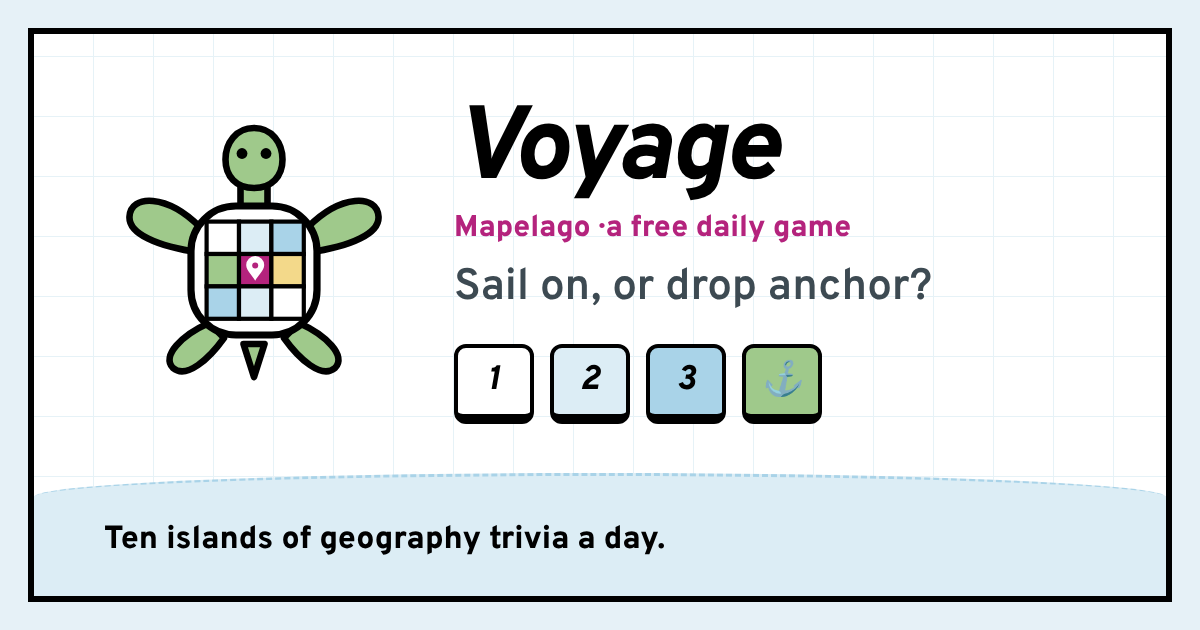 Voyage
Mapelago ·a free daily game
Sail on, or drop anchor?
1 2 3 ⚓
Ten islands of geography trivia a day.